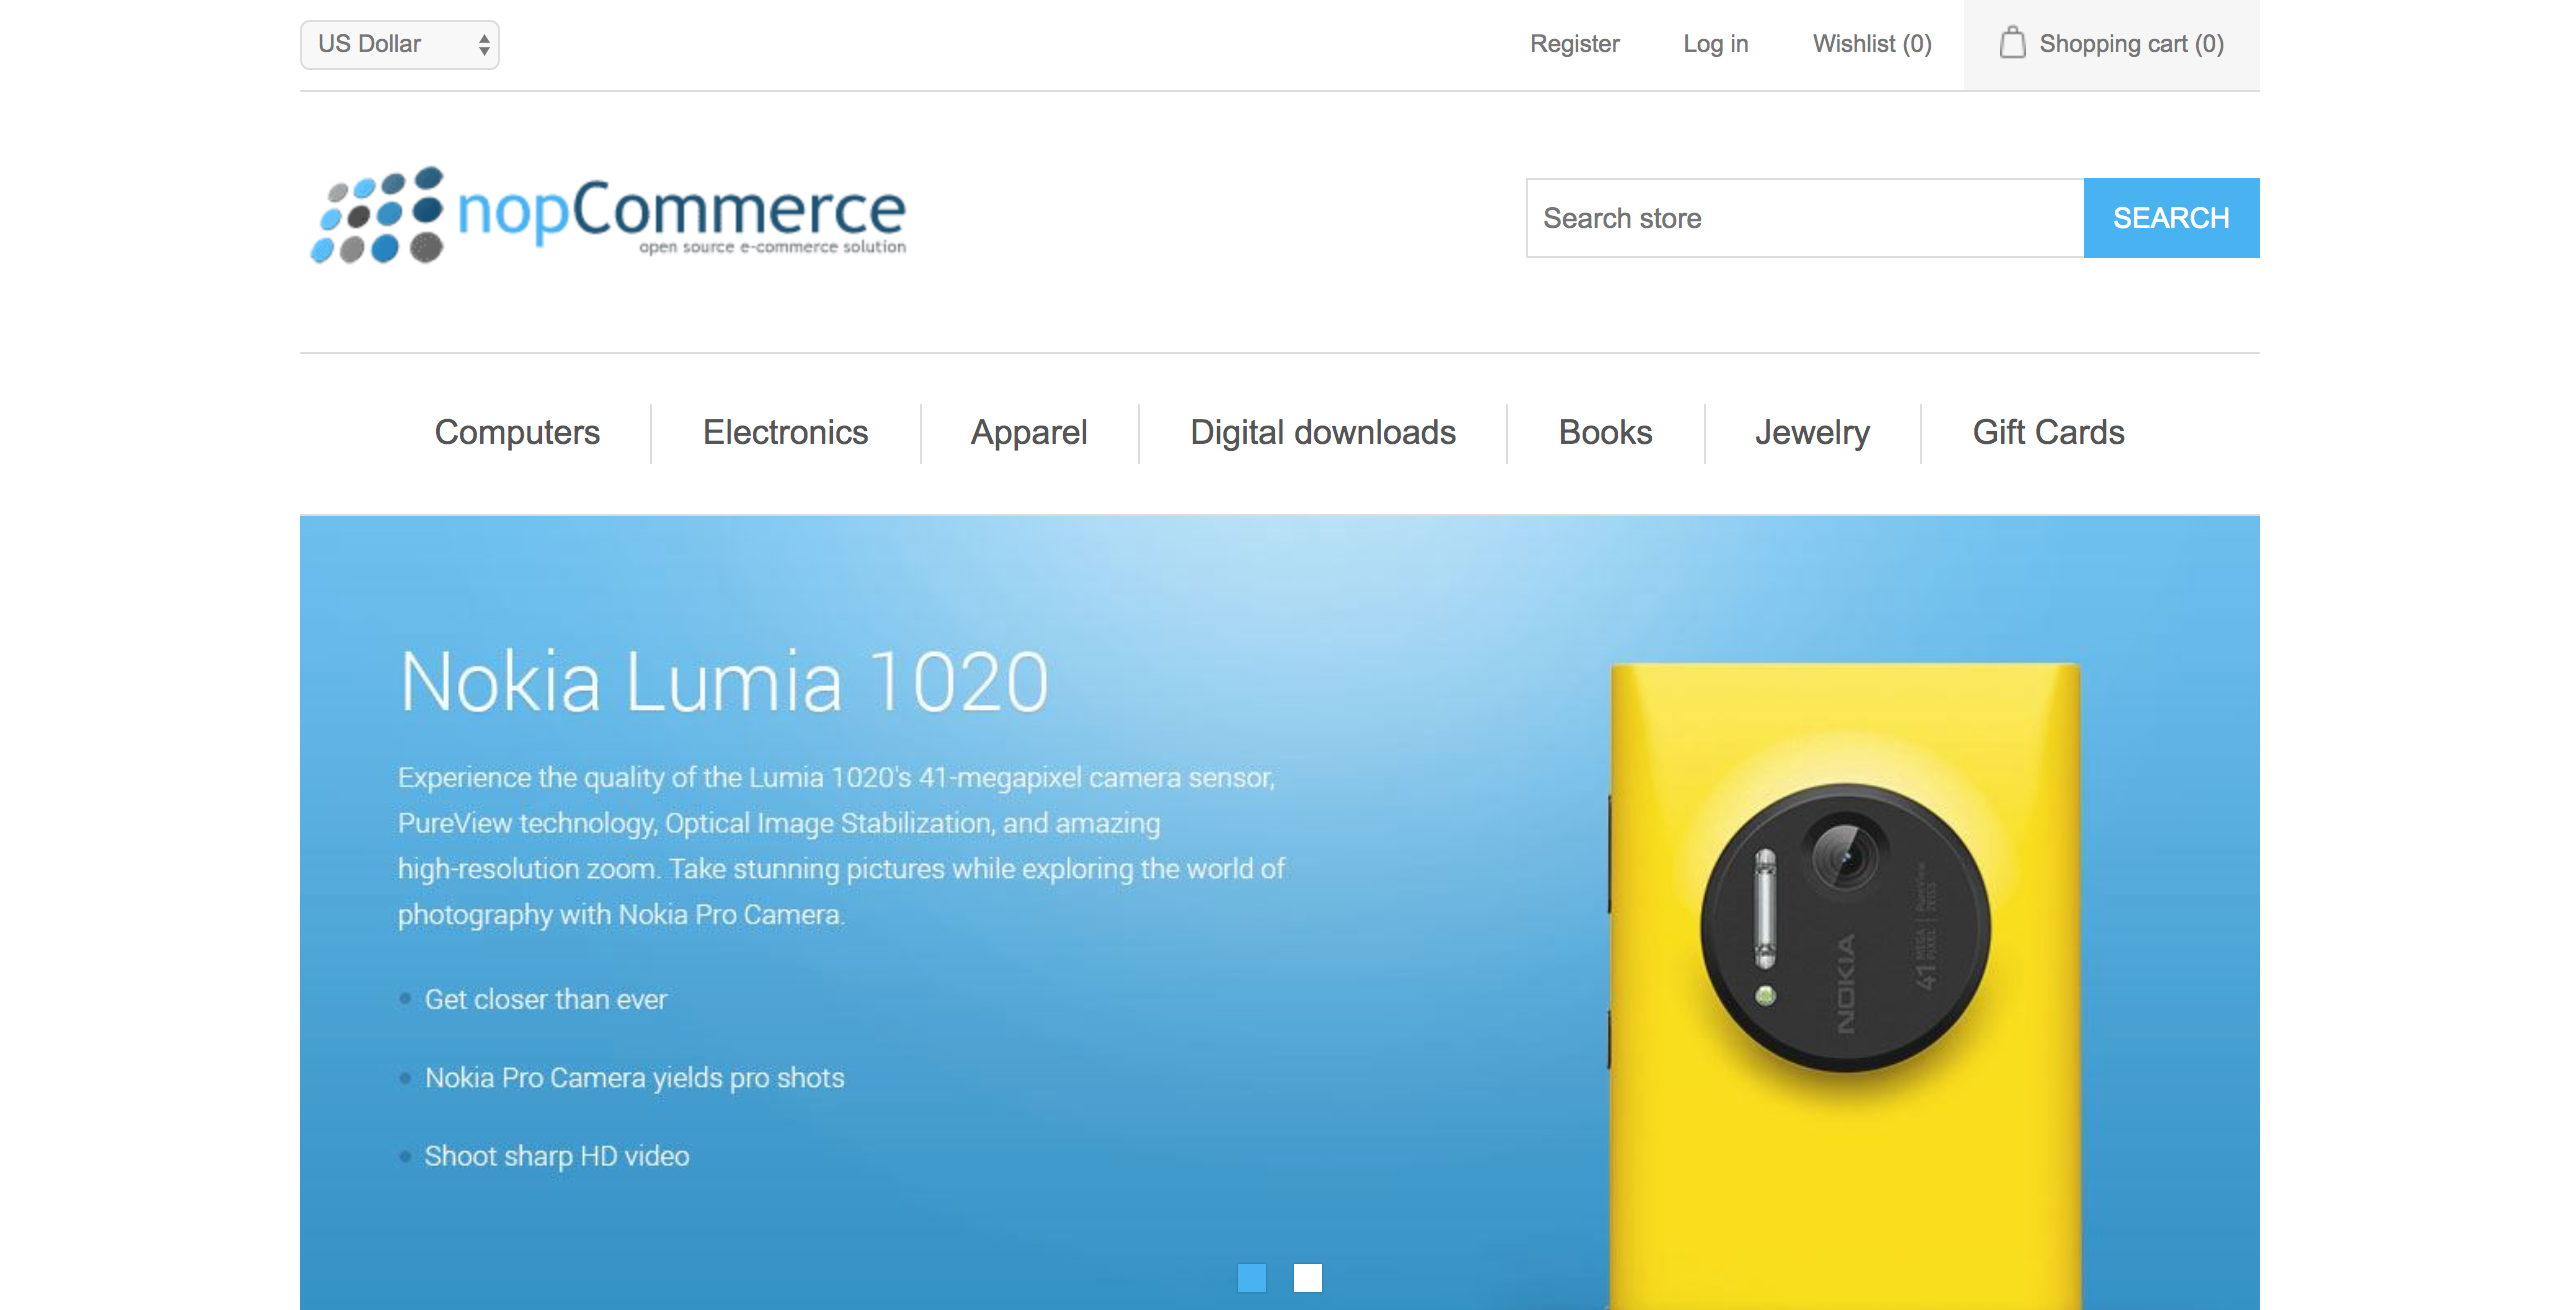 US Dollar
Register
Log in
Wishlist (0)
Shopping cart (0)
nopCommerce
open source e-commerce solution
Search store
SEARCH
Computers
Electronics
Apparel
Digital downloads
Books
Jewelry
Gift Cards
Nokia Lumia 1020
Experience the quality of the Lumia 1020's 41-megapixel camera sensor,
PureView technology, Optical Image Stabilization, and amazing
high-resolution zoom. Take stunning pictures while exploring the world of
photography with Nokia Pro Camera.
Get closer than ever
Nokia Pro Camera yields pro shots
Shoot sharp HD video
NOKIA
41 MEGA PIXEL
PureView
ZEISS